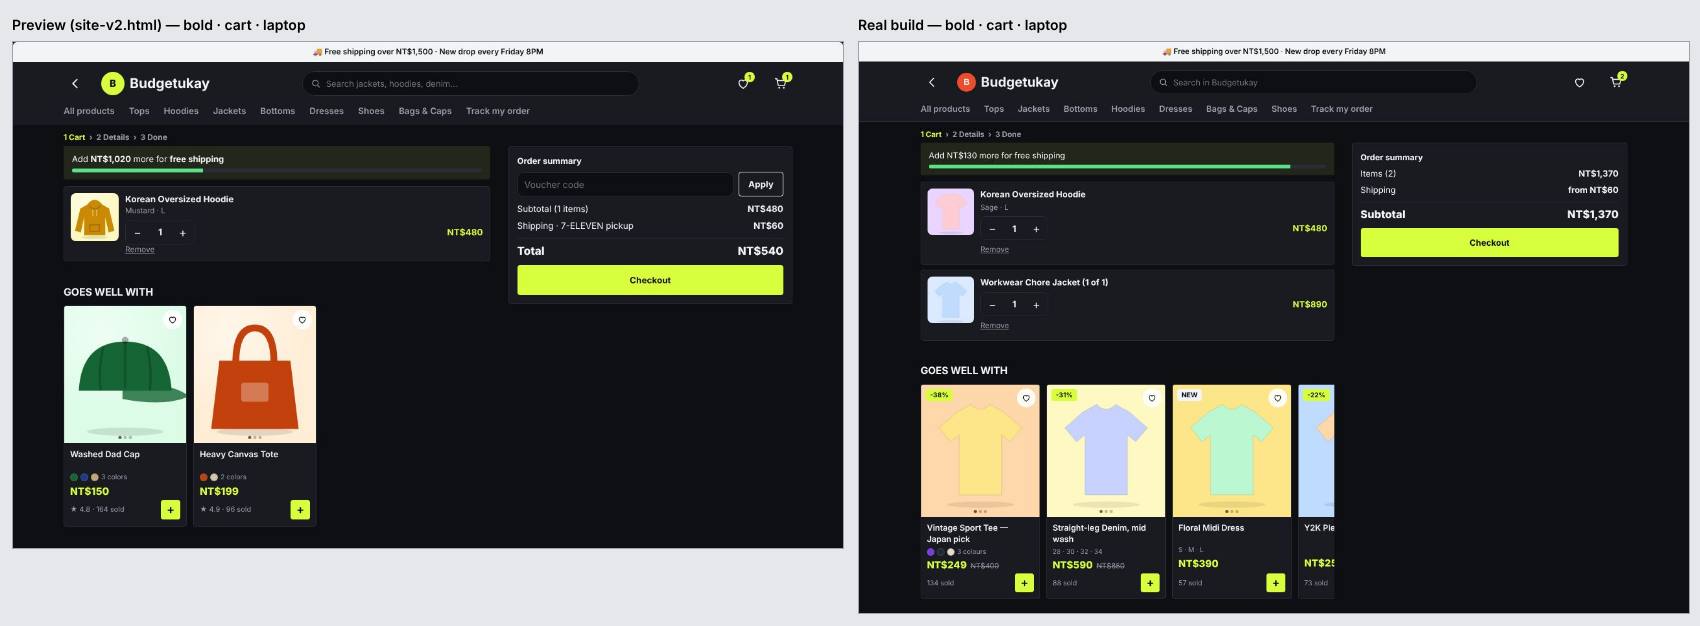 Preview (site-v2.html) — bold · cart · laptop
🚚 Free shipping over NT$1,500 · New drop every Friday 8PM
B Budgetukay
Search jackets, hoodies, denim...
1
1
All products Tops Hoodies Jackets Bottoms Dresses Shoes Bags & Caps Track my order
1 Cart › 2 Details › 3 Done
Add NT$1,020 more for free shipping
Korean Oversized Hoodie
Mustard · L
− 1 +
NT$480
Remove
Order summary
Voucher code
Apply
Subtotal (1 items) NT$480
Shipping · 7-ELEVEN pickup NT$60
Total NT$540
Checkout
GOES WELL WITH
Washed Dad Cap
3 colors
NT$150
★ 4.8 · 164 sold
+
Heavy Canvas Tote
2 colors
NT$199
★ 4.9 · 96 sold
+
Real build — bold · cart · laptop
🚚 Free shipping over NT$1,500 · New drop every Friday 8PM
B Budgetukay
Search in Budgetukay
2
All products Tops Jackets Bottoms Hoodies Dresses Bags & Caps Shoes Track my order
1 Cart › 2 Details › 3 Done
Add NT$130 more for free shipping
Korean Oversized Hoodie
Sage · L
− 1 +
NT$480
Remove
Workwear Chore Jacket (1 of 1)
− 1 +
NT$890
Remove
Order summary
Items (2) NT$1,370
Shipping from NT$60
Subtotal NT$1,370
Checkout
GOES WELL WITH
-38%
Vintage Sport Tee —
Japan pick
3 colours
NT$249 NT$400
134 sold
+
-31%
Straight-leg Denim, mid
wash
28 · 30 · 32 · 34
NT$590 NT$860
88 sold
+
NEW
Floral Midi Dress
S · M · L
NT$390
57 sold
+
-22%
Y2K Ple
NT$25
73 sold